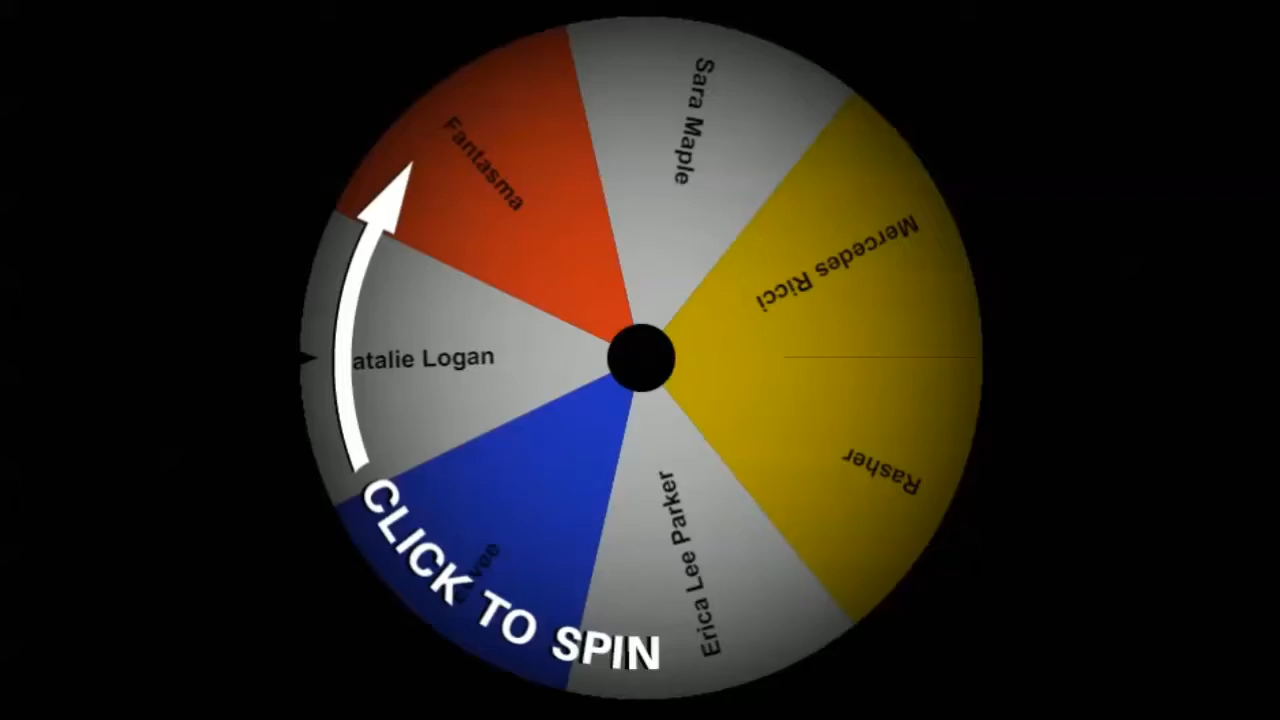 Sara Maple
Mercedes Ricci
Rasher
Erica Lee Parker
atalie Logan
Fantasma
CLICK TO SPIN